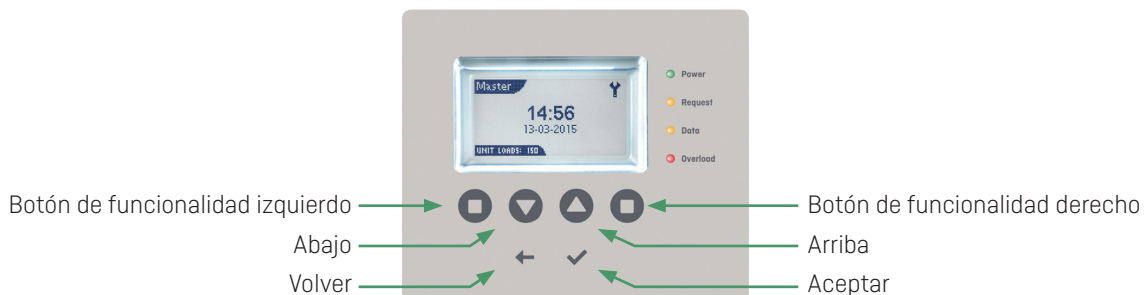 Master
14:56
13-03-2015
UNIT LOADS: 150
Power
Request
Data
Overload
Botón de funcionalidad izquierdo
Botón de funcionalidad derecho
Abajo
Arriba
Volver
Aceptar